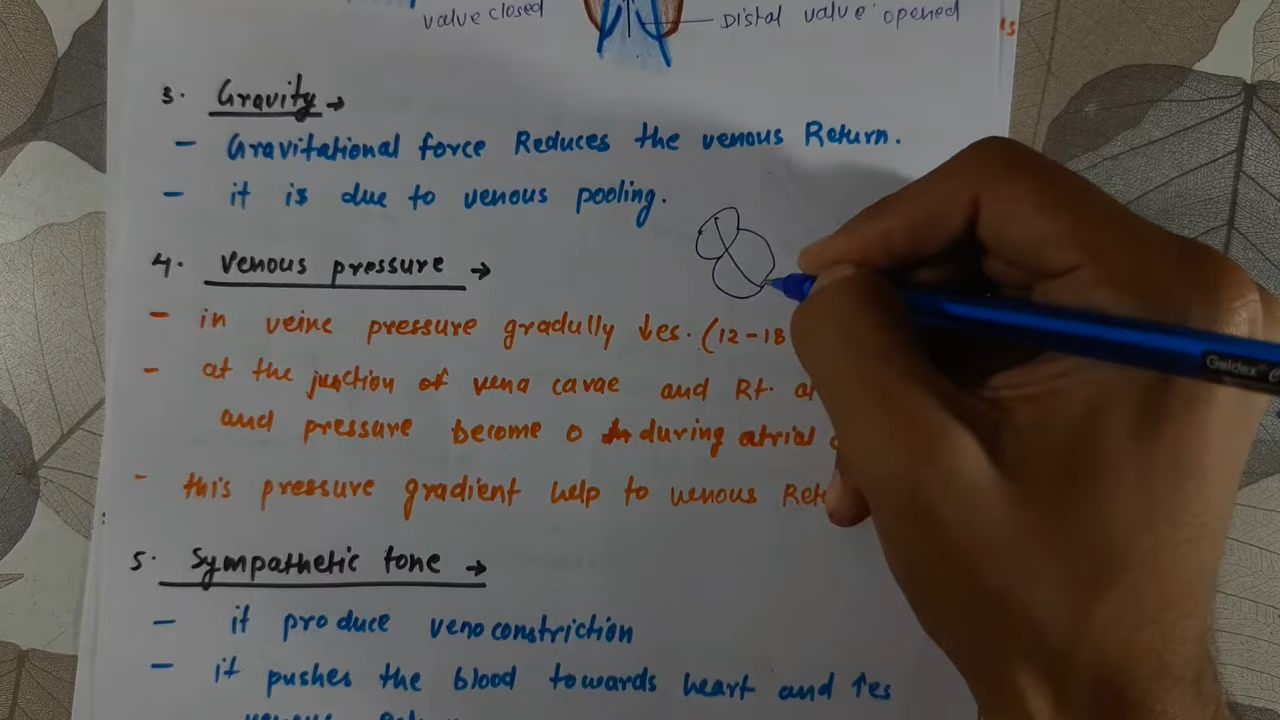 valve closed
Distal valve opened
3. Gravity →
- Gravitational force Reduces the venous Return.
- it is due to venous pooling.
4. Venous pressure →
- in veine pressure gradully ↓es. (12-18
- at the junction of vena cavae and Rt.
and pressure become 0 during atrial
- this pressure gradient help to venous
5. Sympathetic tone →
- it produce venoconstriction
- it pushes the blood towards heart and ↑es
Geldex